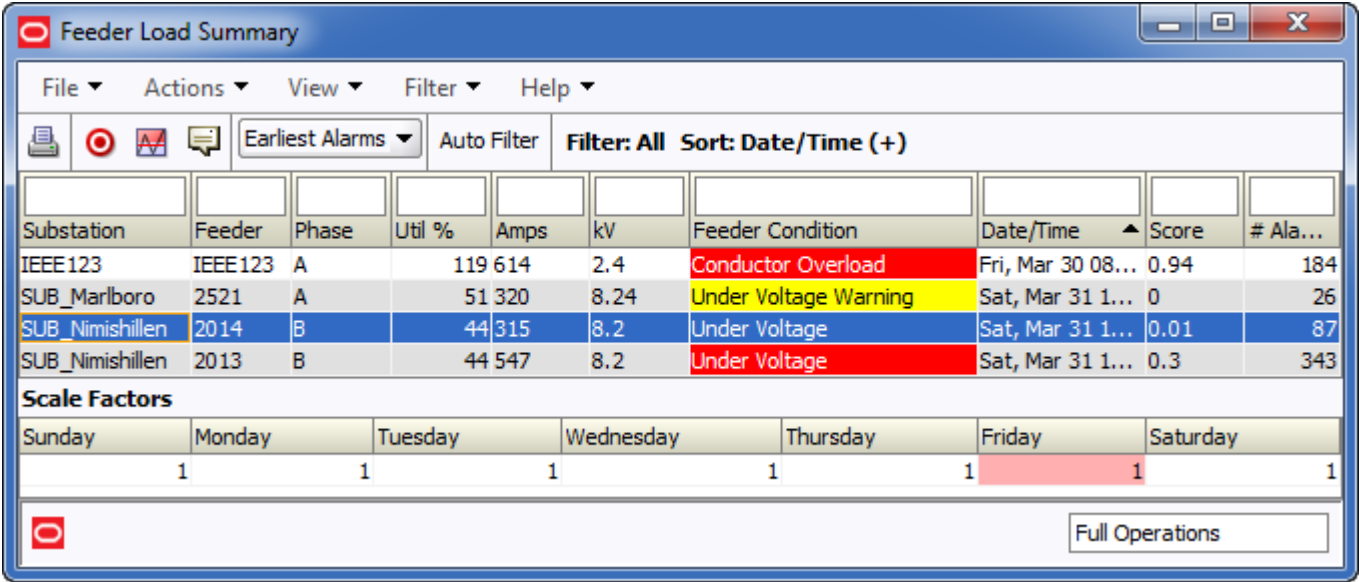 Feeder Load Summary
File Actions View Filter Help
Earliest Alarms Auto Filter Filter: All Sort: Date/Time (+)
Substation Feeder Phase Util % Amps kV Feeder Condition Date/Time Score # Ala...
IEEE123 IEEE123 A 119 614 2.4 Conductor Overload Fri, Mar 30 08... 0.94 184
SUB_Marlboro 2521 A 51 320 8.24 Under Voltage Warning Sat, Mar 31 1... 0 26
SUB_Nimishillen 2014 B 44 315 8.2 Under Voltage Sat, Mar 31 1... 0.01 87
SUB_Nimishillen 2013 B 44 547 8.2 Under Voltage Sat, Mar 31 1... 0.3 343
Scale Factors
Sunday Monday Tuesday Wednesday Thursday Friday Saturday
1 1 1 1 1 1 1
Full Operations